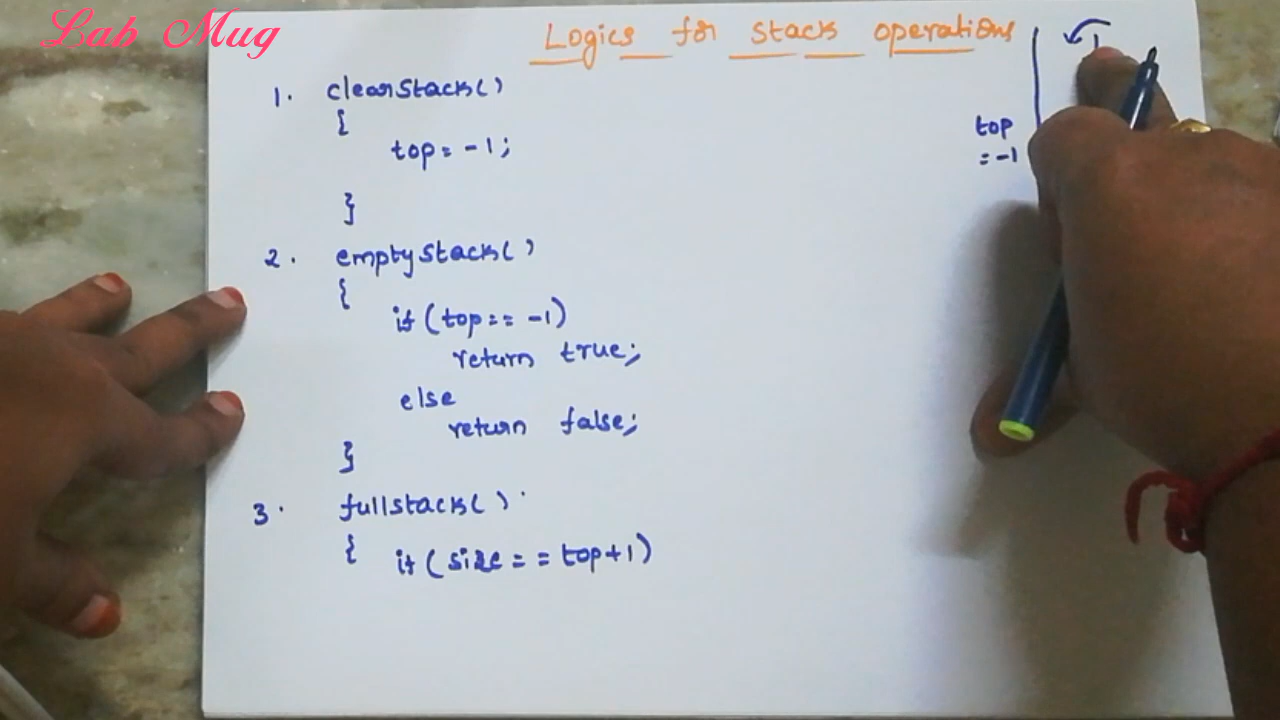 Lab Mug
Logics for stack operations
1. clearstack()
{
top = -1;
}
top
= -1
2. emptystack()
{
if (top == -1)
return true;
else
return false;
}
3. fullstack()
{ if (size == top+1)